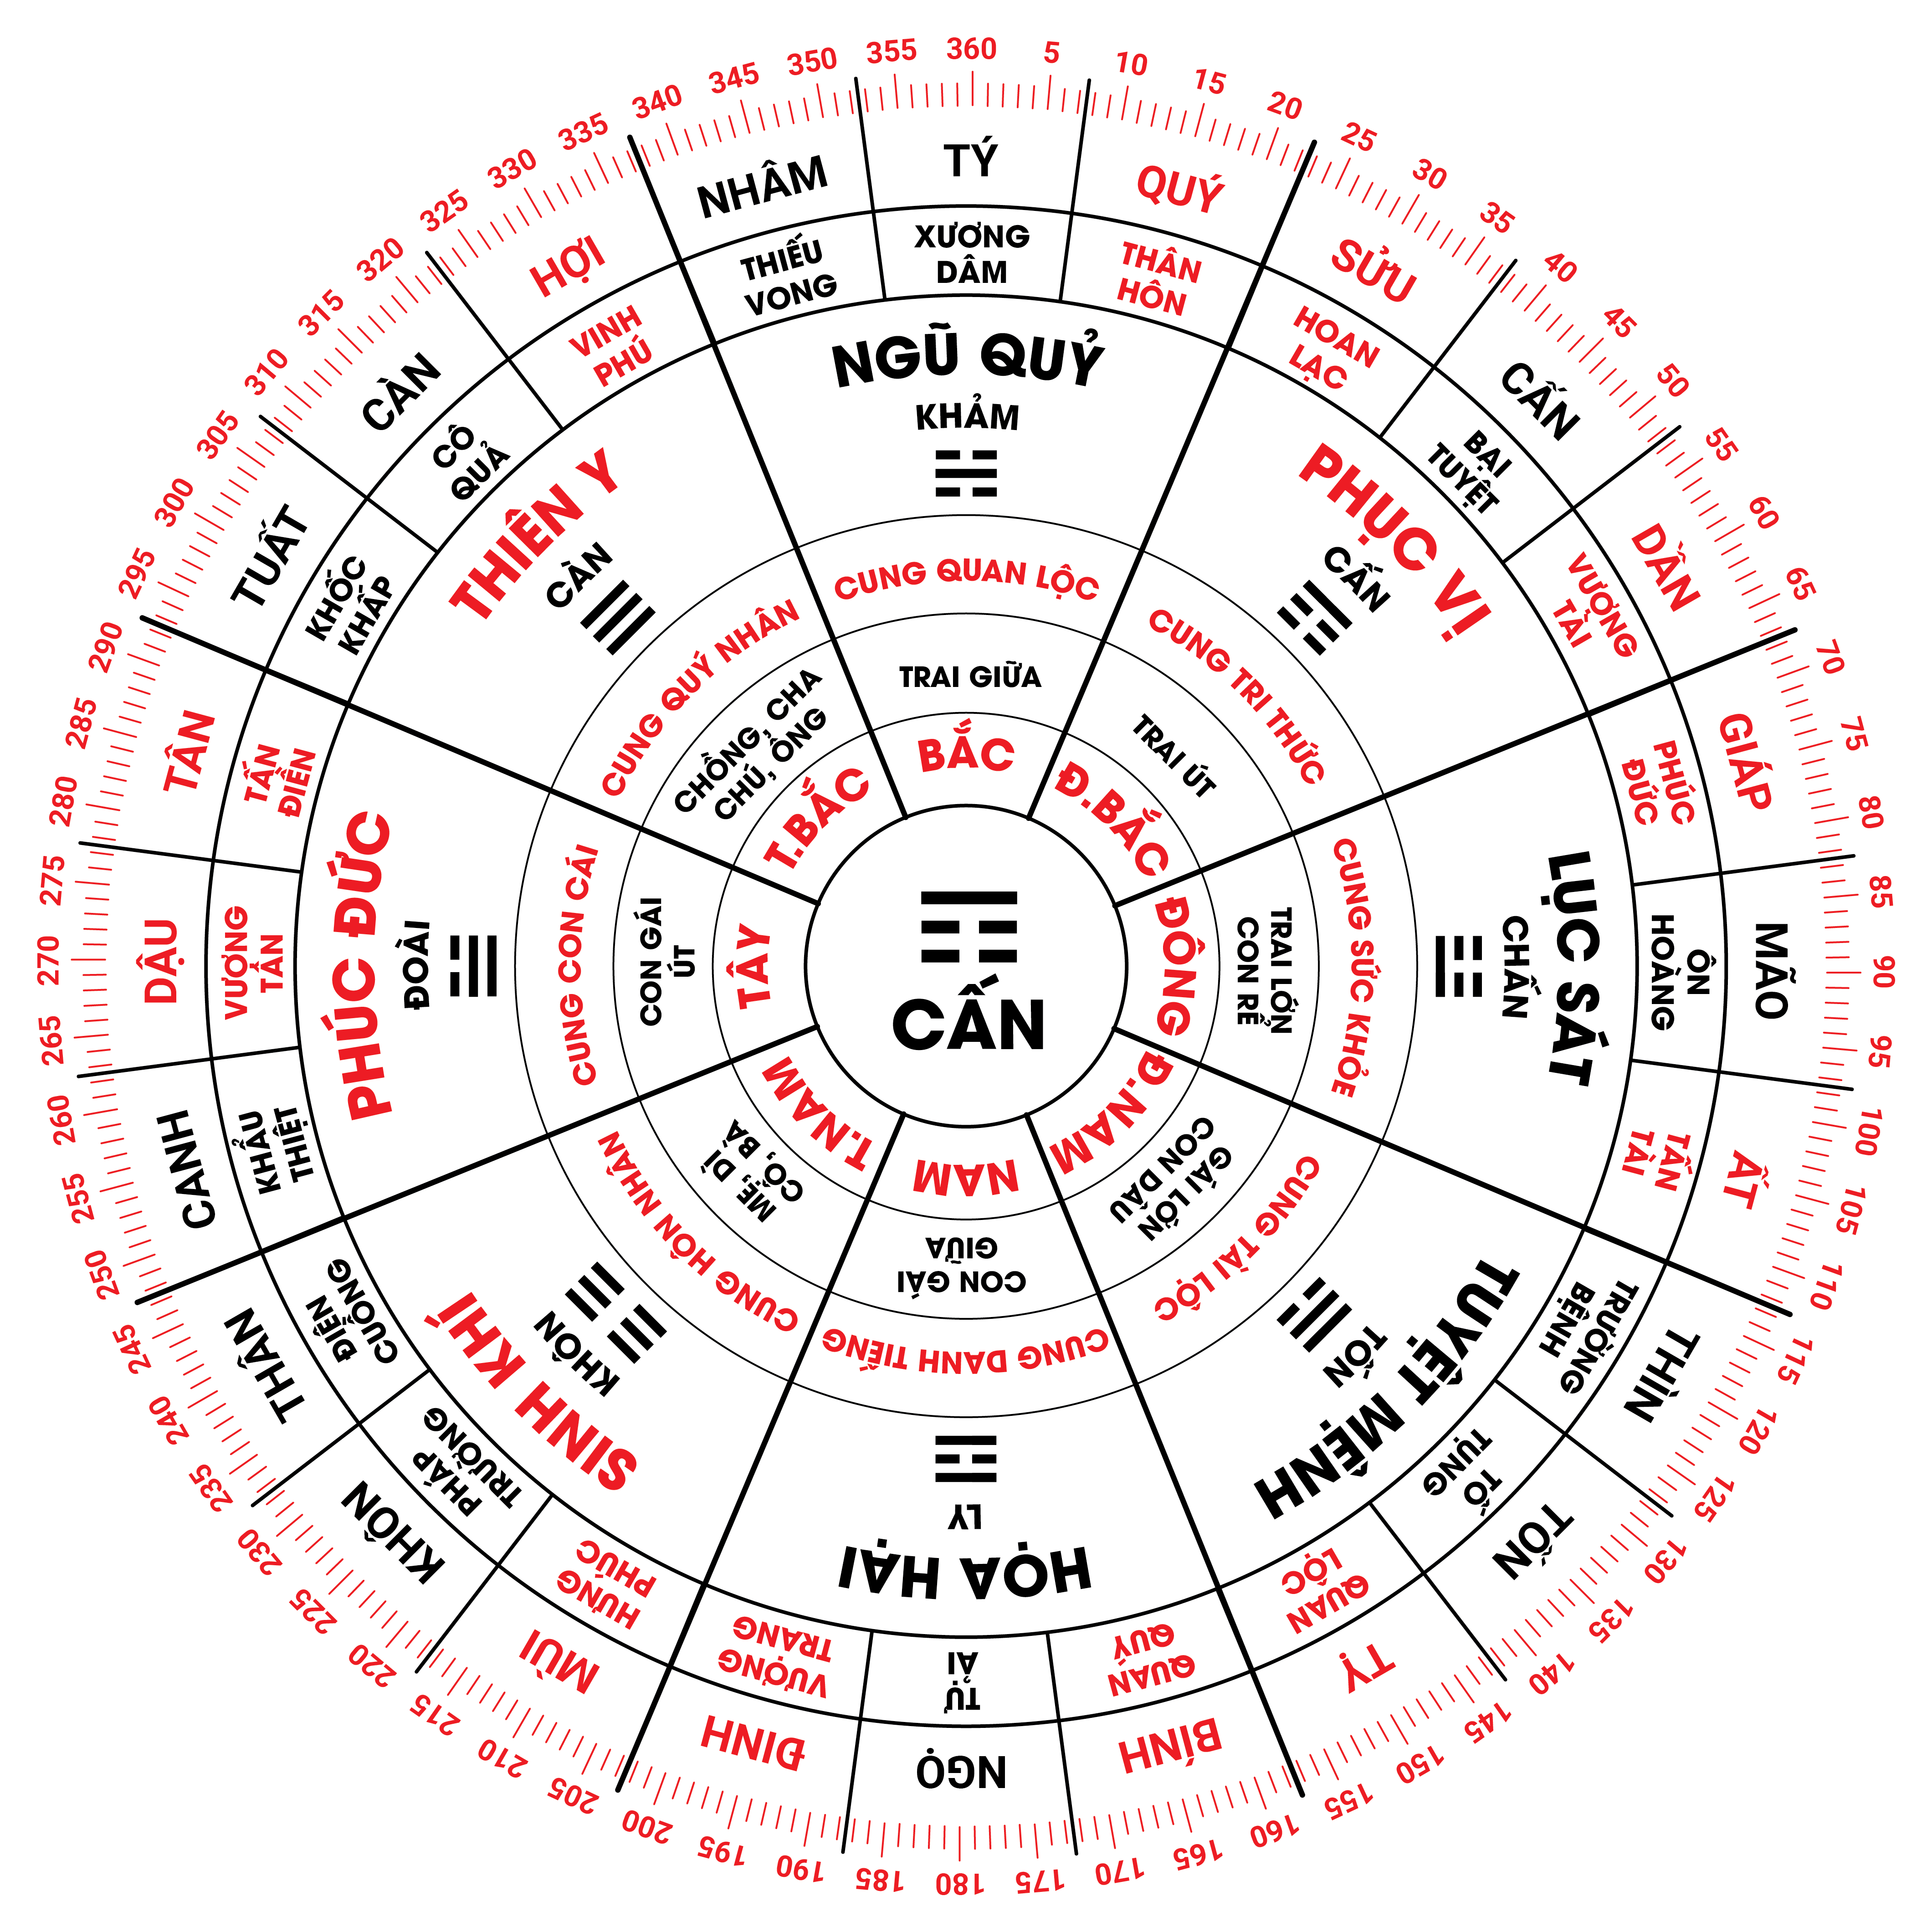 360
5
10
15
20
25
30
35
40
45
50
55
60
65
70
75
80
85
90
95
100
105
110
115
120
125
130
135
140
145
150
155
160
165
170
175
180
185
190
195
200
205
210
215
220
225
230
235
240
245
250
255
260
265
270
275
280
285
290
295
300
305
310
315
320
325
330
335
340
345
350
355
TÝ
QUÝ
SỬU
CẤN
DẦN
GIÁP
MÃO
ẤT
THÌN
TỐN
TỴ
BÍNH
NGỌ
ĐINH
MÙI
KHÔN
THÂN
CANH
DẬU
TÂN
TUẤT
CÀN
HỢI
NHÂM
XƯƠNG
DÂM
THÂN
HÔN
HOAN
LẠC
BẠI
TUYỆT
VƯỢNG
TÀI
PHÚC
ĐỨC
ÔN
HOÀNG
TẤN
TÀI
TRƯỜNG
BỆNH
TỐ
TỤNG
QUAN
LỘC
QUAN
QUÝ
TỰ
ẢI
VƯỢNG
TRANG
HƯNG
PHÚC
PHÁP
TRƯỜNG
ĐIÊN
CUỒNG
KHẨU
THIỆT
VƯỢNG
TẤN
TẤN
ĐIỀN
KHỐC
KHẤP
CÔ
QUẢ
VINH
PHÚ
THIẾU
VONG
NGŨ QUỶ
KHẢM
PHỤC VỊ
CẤN
LỤC SÁT
CHẤN
TUYỆT MỆNH
TỐN
HỌA HẠI
LY
SINH KHÍ
KHÔN
PHÚC ĐỨC
ĐOÀI
THIÊN Y
CÀN
CUNG QUAN LỘC
CUNG TRI THỨC
CUNG SỨC KHỎE
CUNG TÀI LỘC
CUNG DANH TIẾNG
CUNG HÔN NHÂN
CUNG CON CÁI
CUNG QUÝ NHÂN
TRAI GIỮA
TRAI ÚT
TRAI LỚN
CON RỂ
GÁI LỚN
CON DÂU
CON GÁI
GIỮA
MẸ, DÌ
CÔ, BÀ
CON GÁI
ÚT
CHỒNG, CHA
CHÚ, ÔNG
BẮC
Đ.BẮC
ĐÔNG
Đ.NAM
NAM
T.NAM
TÂY
T.BẮC
CẤN